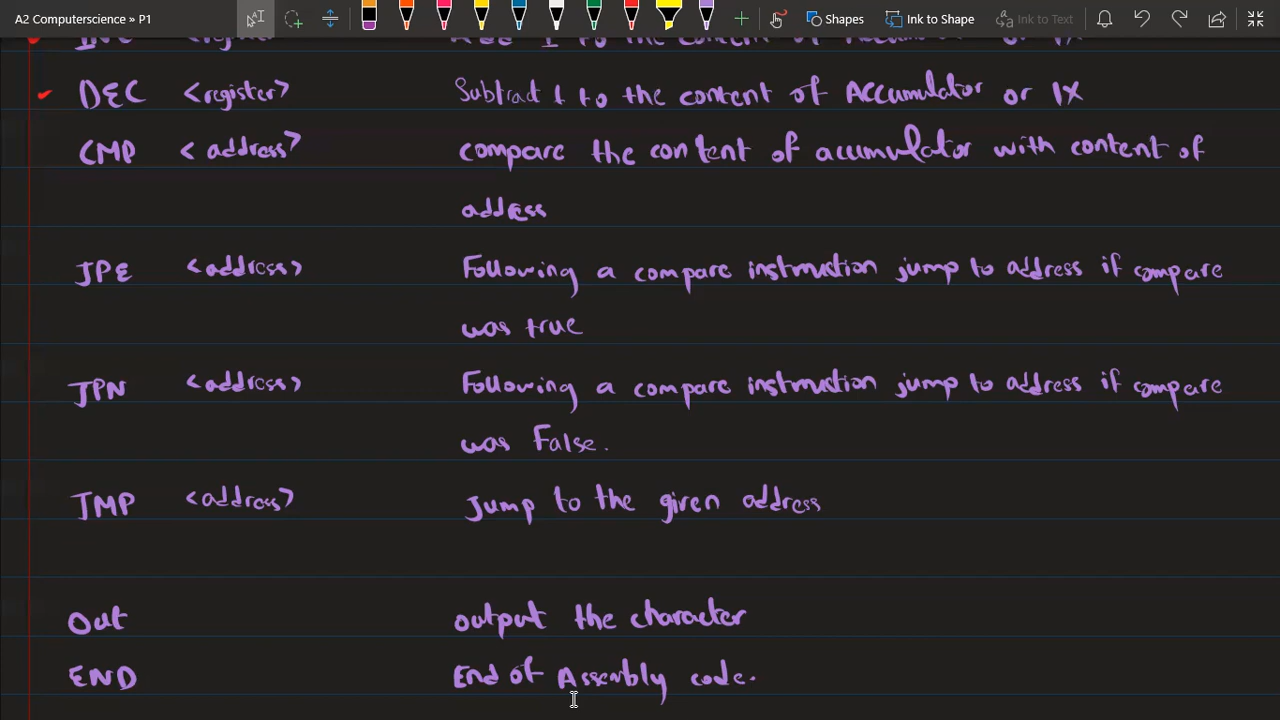 A2 Computerscience » P1
Shapes
Ink to Shape
Ink to Text
DEC <register> Subtract 1 to the content of Accumulator or IX
CMP <address> compare the content of accumulator with content of
address
JPE <address> Following a compare instruction jump to address if compare
was true
JPN <address> Following a compare instruction jump to address if compare
was False.
JMP <address> Jump to the given address
Out output the character
END End of Assembly code.